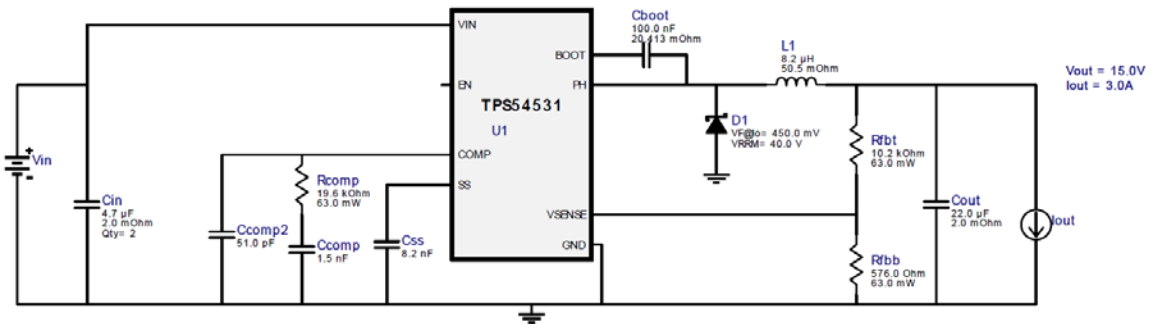 Vin
Cin
4.7 µF
2.0 mOhm
Qty= 2
Ccomp2
51.0 pF
Rcomp
19.6 kOhm
63.0 mW
Ccomp
1.5 nF
Css
8.2 nF
VIN
EN
COMP
SS
BOOT
PH
VSENSE
GND
TPS54531
U1
Cboot
100.0 nF
20.413 mOhm
L1
8.2 µH
50.5 mOhm
D1
VF@Io= 450.0 mV
VRRM= 40.0 V
Rfbt
10.2 kOhm
63.0 mW
Rfbb
576.0 Ohm
63.0 mW
Cout
22.0 µF
2.0 mOhm
Iout
Vout = 15.0V
Iout = 3.0A